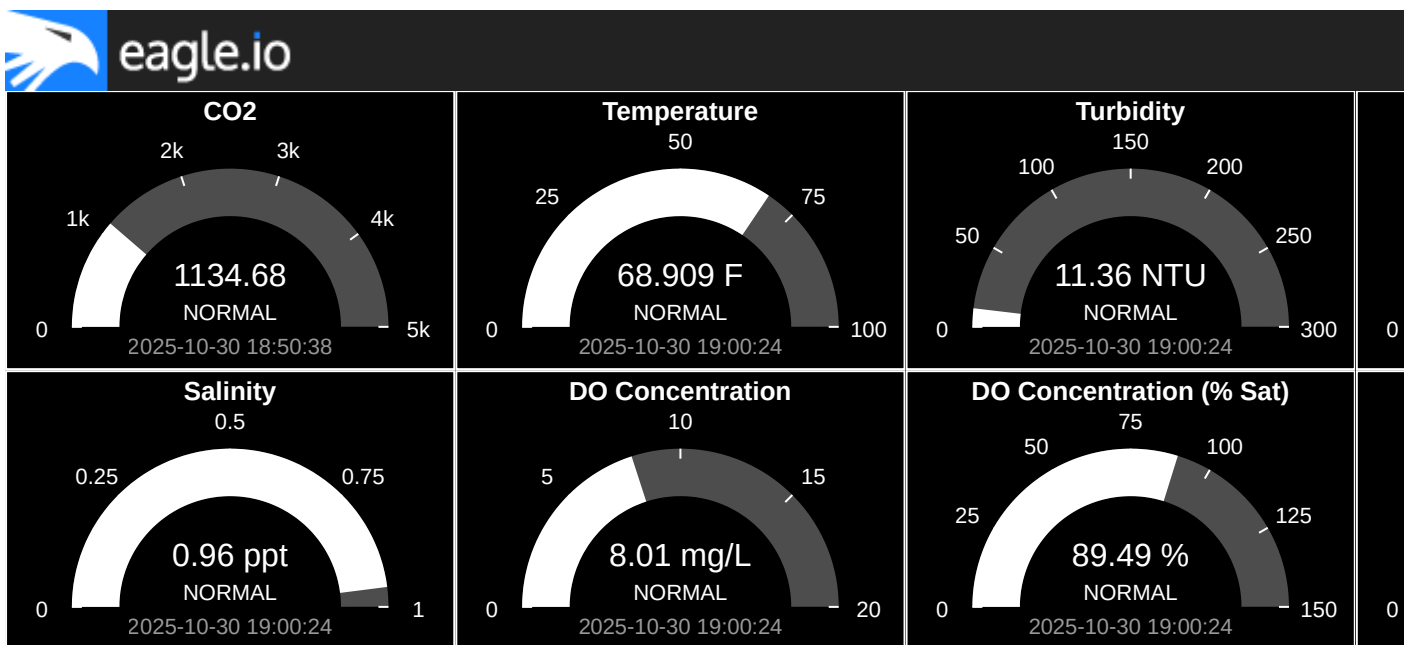 eagle.io
CO2
0
1k
2k
3k
4k
5k
1134.68
NORMAL
2025-10-30 18:50:38
Temperature
0
25
50
75
100
68.909 F
NORMAL
2025-10-30 19:00:24
Turbidity
0
50
100
150
200
250
300
11.36 NTU
NORMAL
2025-10-30 19:00:24
0
Salinity
0
0.25
0.5
0.75
1
0.96 ppt
NORMAL
2025-10-30 19:00:24
DO Concentration
0
5
10
15
20
8.01 mg/L
NORMAL
2025-10-30 19:00:24
DO Concentration (% Sat)
0
25
50
75
100
125
150
89.49 %
NORMAL
2025-10-30 19:00:24
0